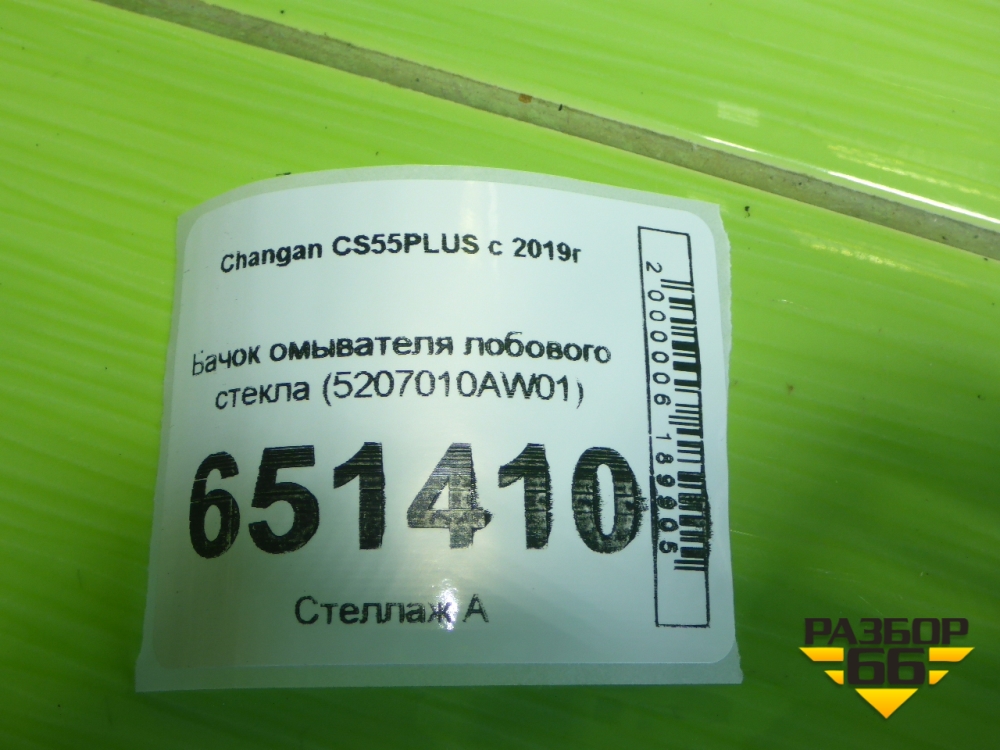 Changan CS55PLUS с 2019г
Бачок омывателя лобового
стекла (5207010AW01)
651410
Стеллаж А
2000006189905
РАЗБОР
66